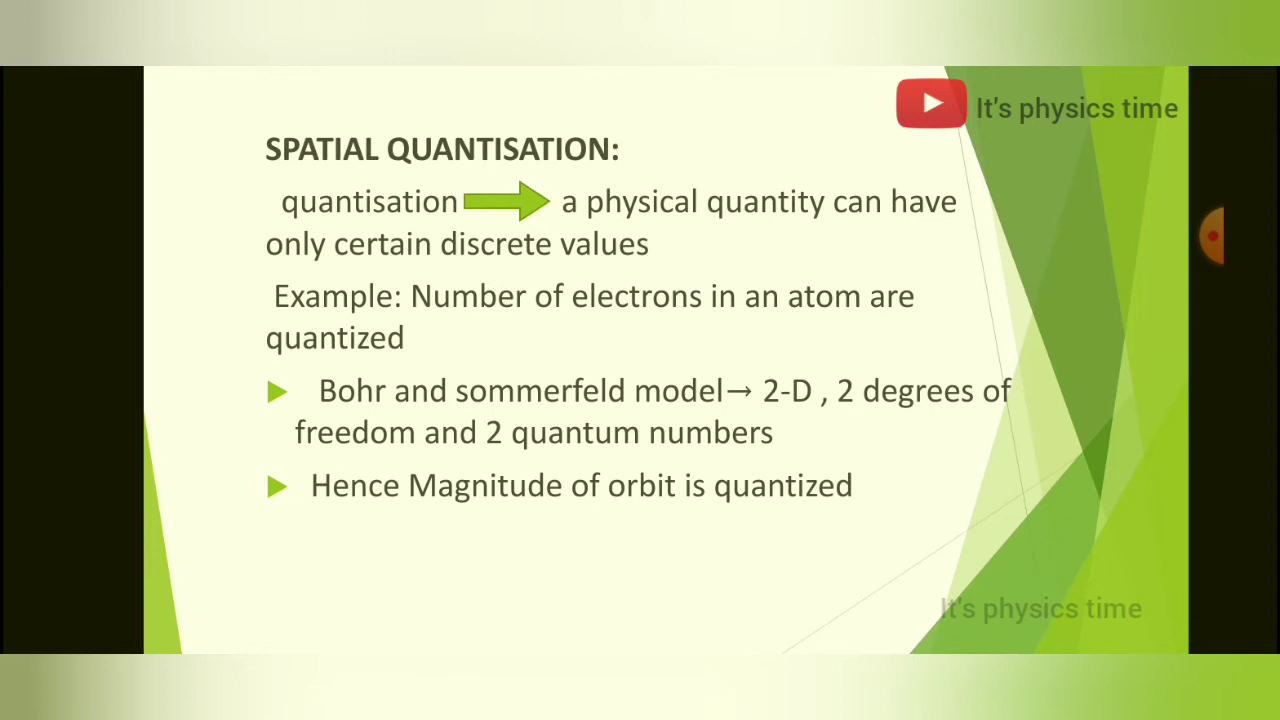 It's physics time
SPATIAL QUANTISATION:
quantisation a physical quantity can have
only certain discrete values
Example: Number of electrons in an atom are
quantized
Bohr and sommerfeld model→ 2-D , 2 degrees of
freedom and 2 quantum numbers
Hence Magnitude of orbit is quantized
It's physics time